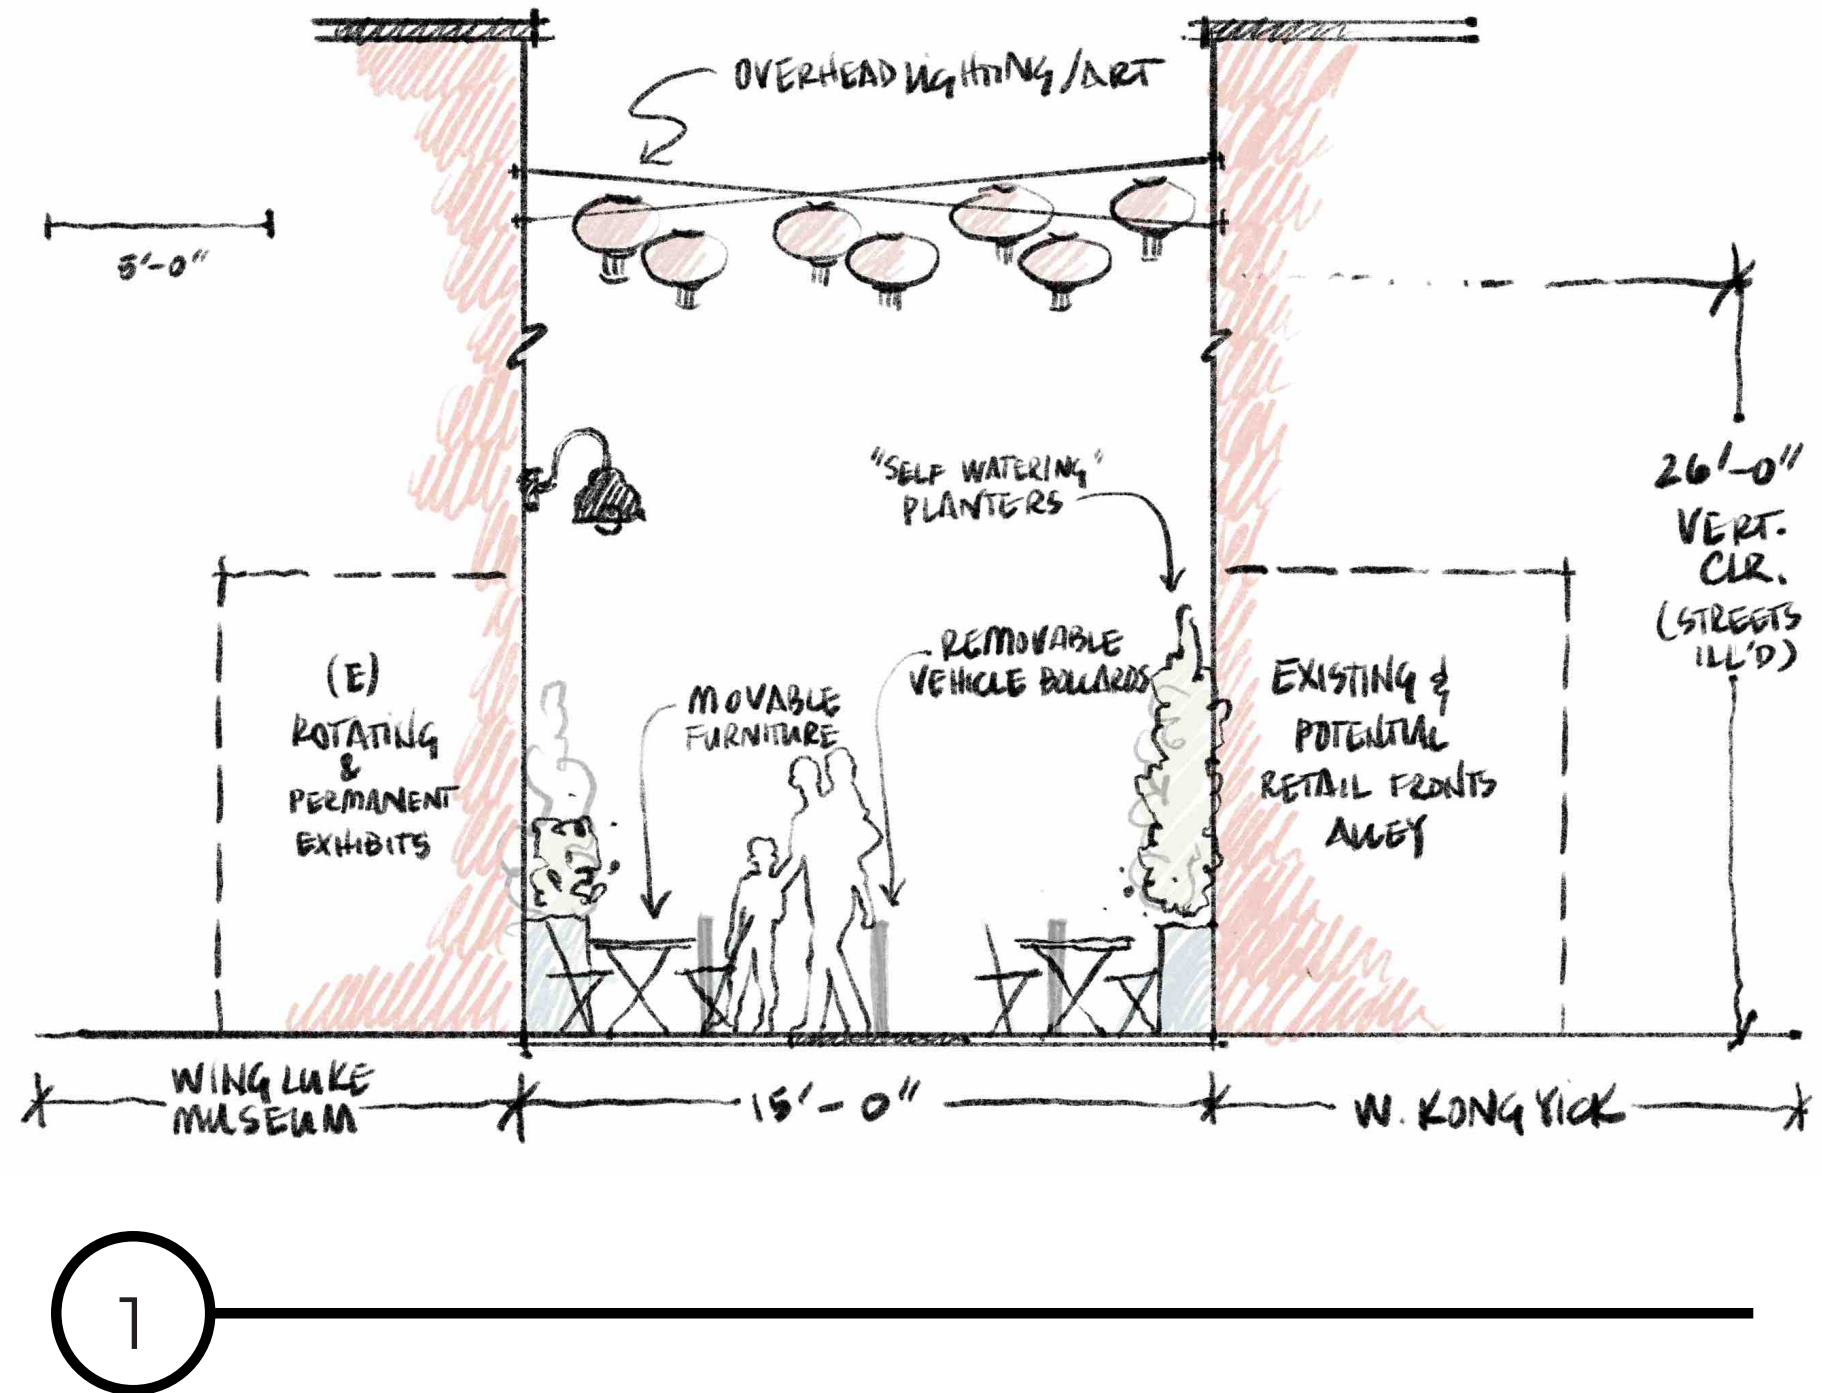 OVERHEAD LIGHTING/ART
5'-0"
"SELF WATERING"
PLANTERS
26'-0"
VERT.
CLR.
(STREETS
ILL'D)
REMOVABLE
VEHICLE BOLLARDS
MOVABLE
FURNITURE
(E)
ROTATING
&
PERMANENT
EXHIBITS
EXISTING &
POTENTIAL
RETAIL FRONTS
ALLEY
WING LUKE
MUSEUM
15'-0"
W. KONG YICK
1